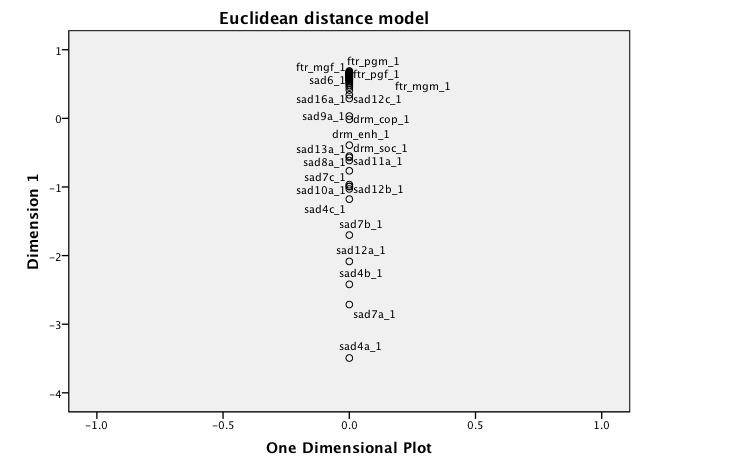 Euclidean distance model
1
0
−1
−2
−3
−4
Dimension 1
ftr_pgm_1
ftr_mgf_1
ftr_pgf_1
sad6_1
ftr_mgm_1
sad16a_1
sad12c_1
sad9a_1
drm_cop_1
drm_enh_1
sad13a_1
drm_soc_1
sad8a_1
sad11a_1
sad7c_1
sad10a_1
sad12b_1
sad4c_1
sad7b_1
sad12a_1
sad4b_1
sad7a_1
sad4a_1
−1.0
−0.5
0.0
0.5
1.0
One Dimensional Plot